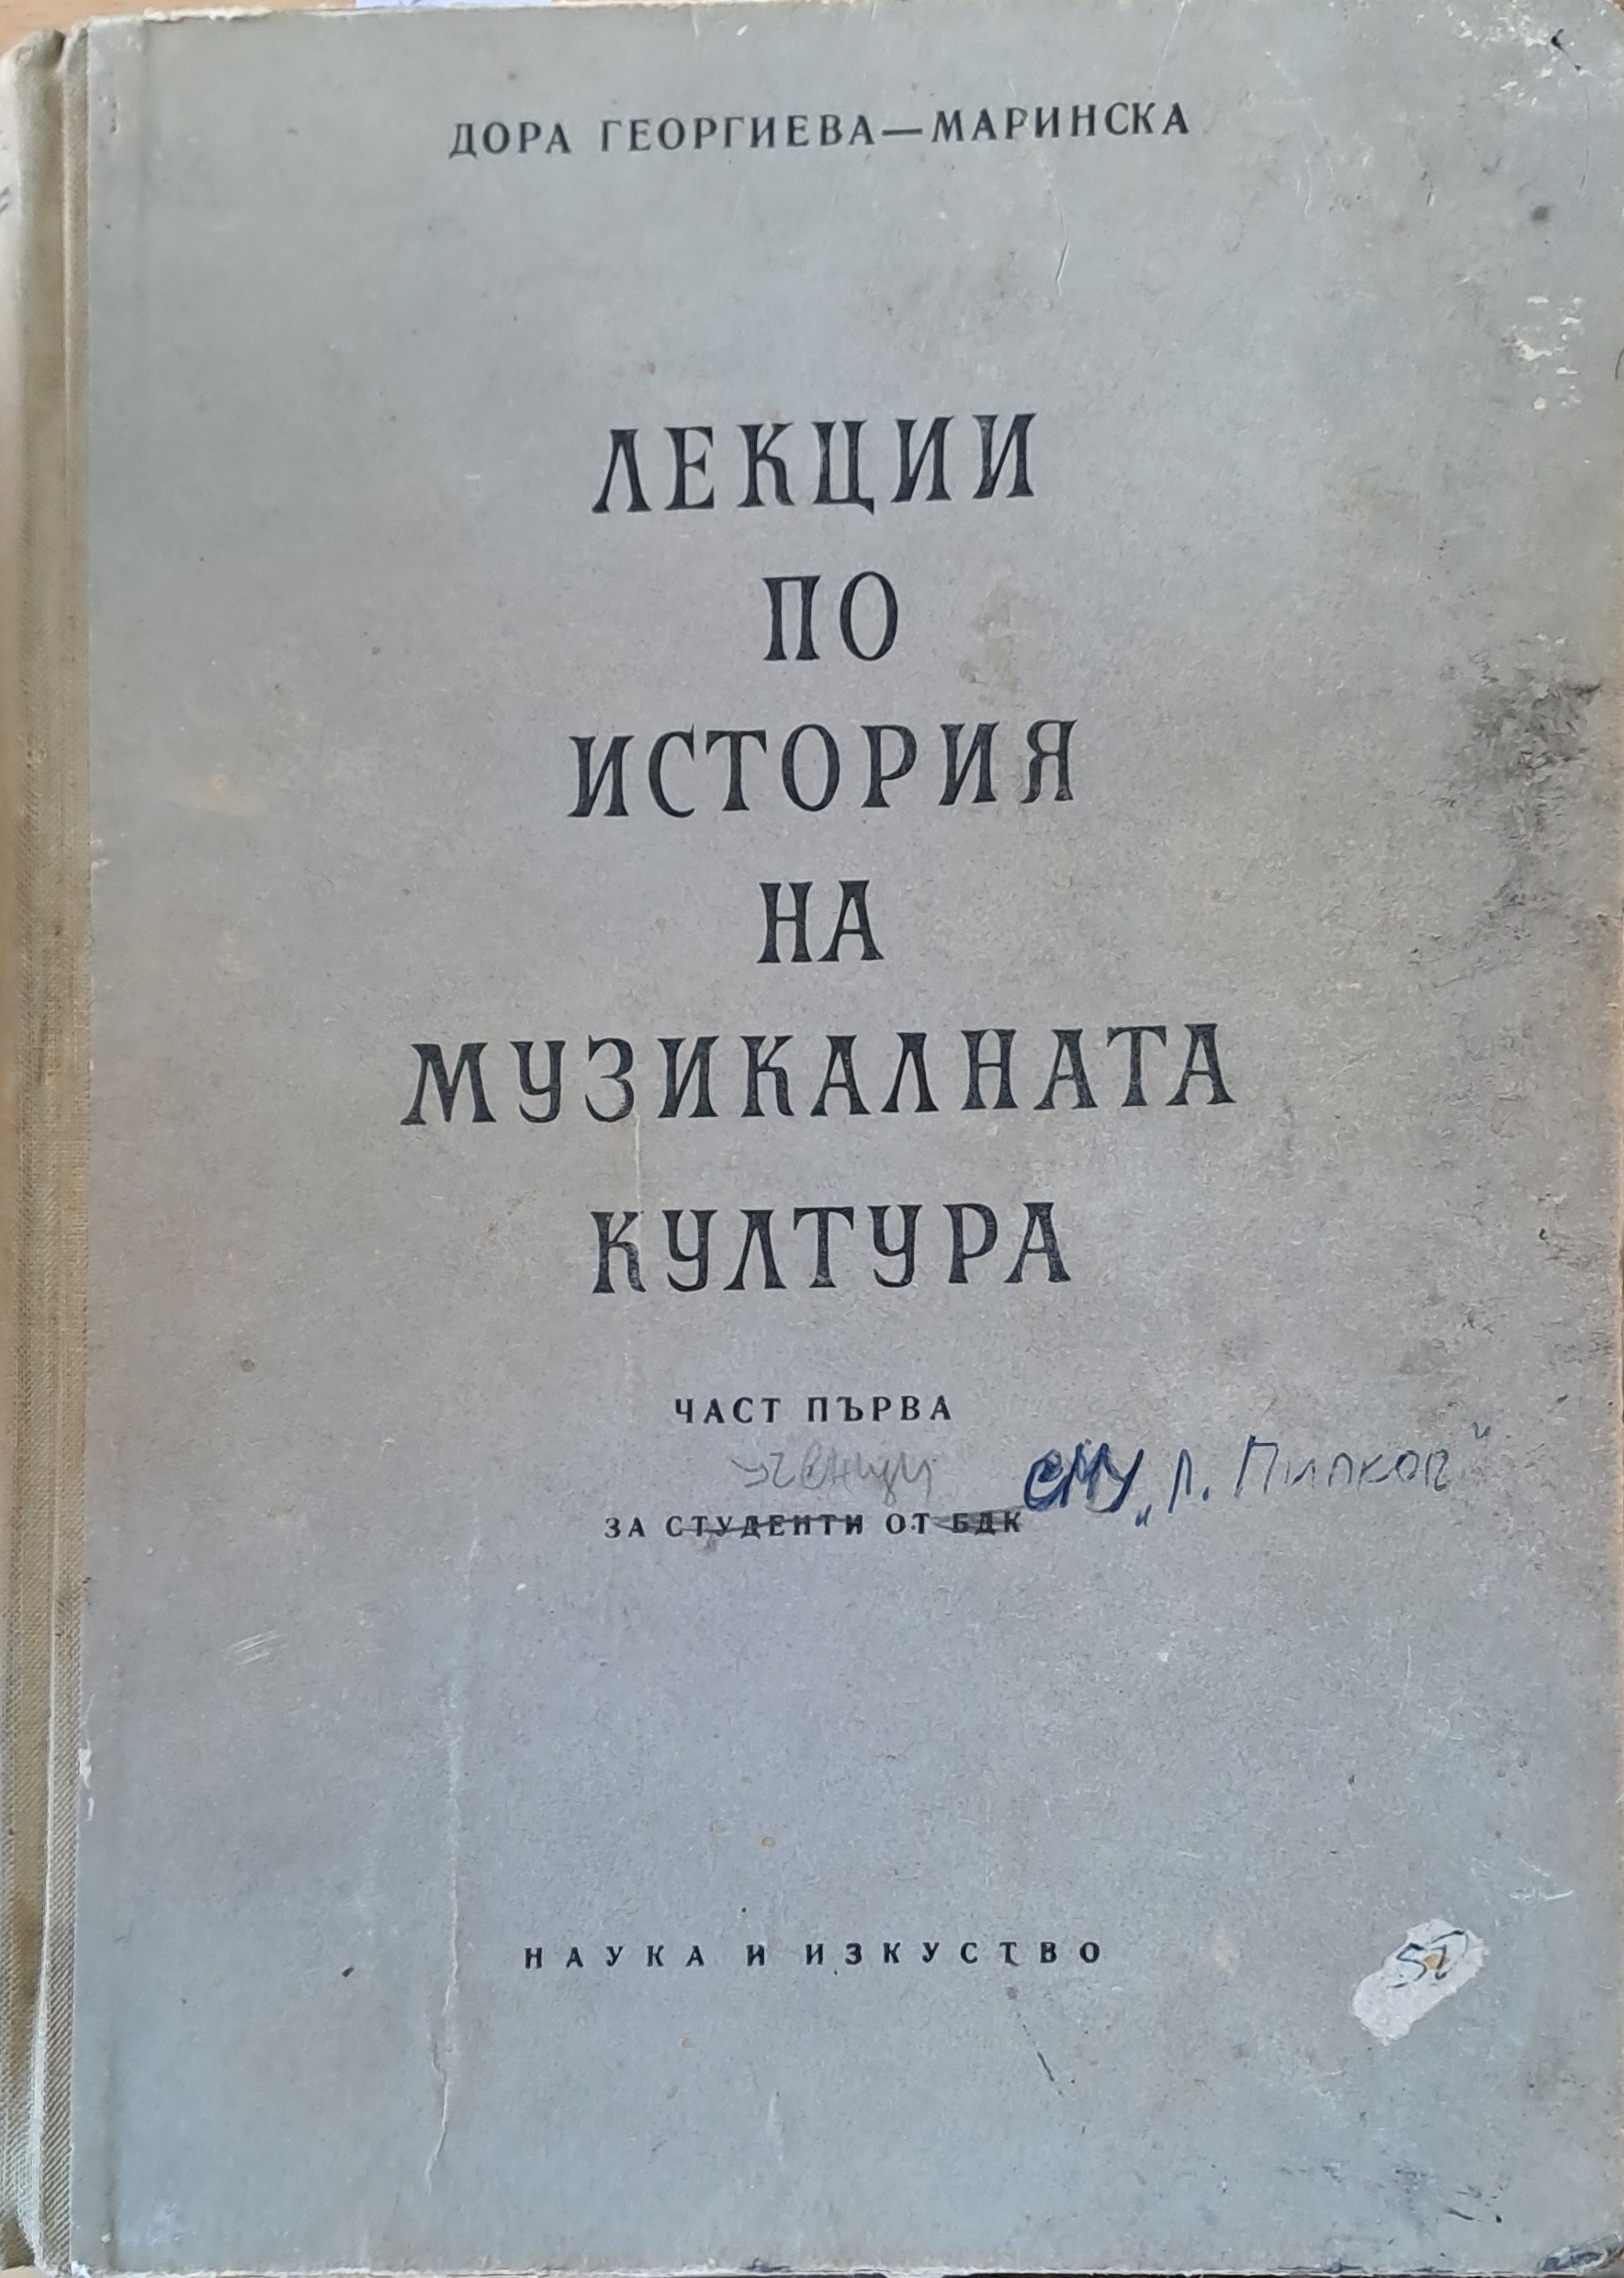 ДОРА ГЕОРГИЕВА—МАРИНСКА
ЛЕКЦИИ
ПО
ИСТОРИЯ
НА
МУЗИКАЛНАТА
КУЛТУРА
ЧАСТ ПЪРВА
ученици СМУ „Л. Пипков“
ЗА СТУДЕНТИ ОТ БДК
НАУКА И ИЗКУСТВО